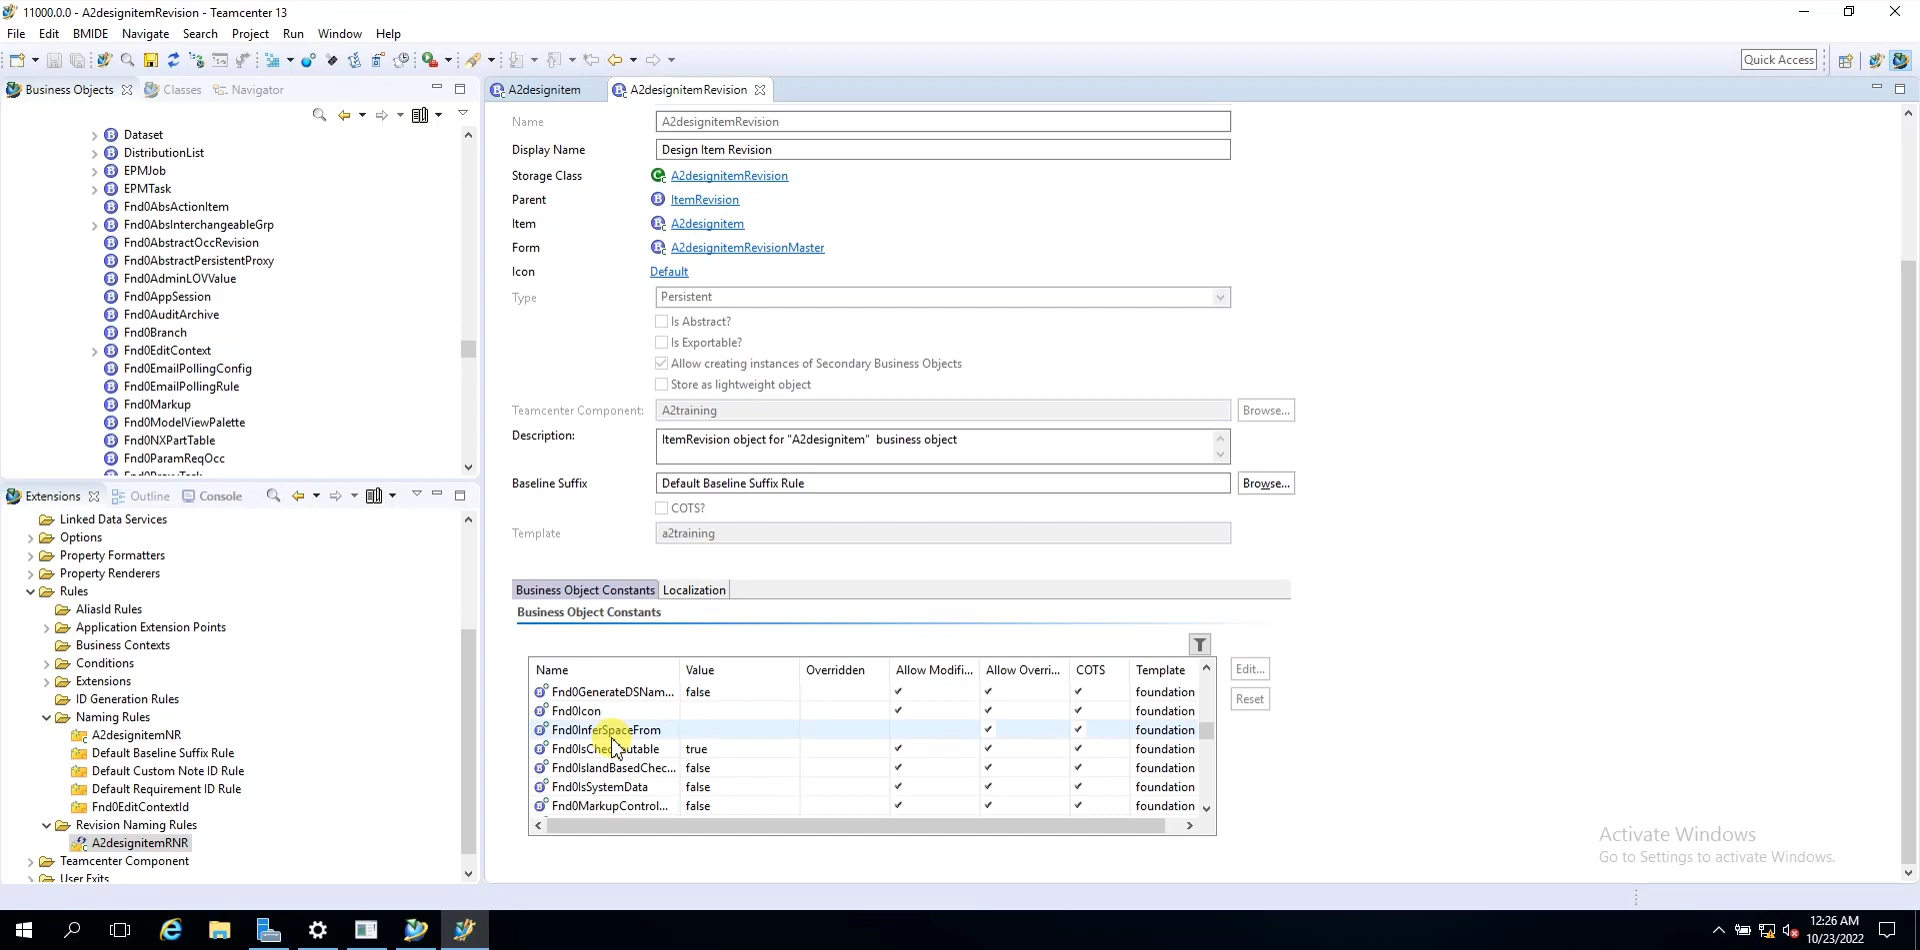 11000.0.0 - A2designitemRevision - Teamcenter 13
File Edit BMIDE Navigate Search Project Run Window Help
Quick Access
Business Objects Classes Navigator
Dataset
DistributionList
EPMJob
EPMTask
Fnd0AbsActionItem
Fnd0AbsInterchangeableGrp
Fnd0AbstractOccRevision
Fnd0AbstractPersistentProxy
Fnd0AdminLOVValue
Fnd0AppSession
Fnd0AuditArchive
Fnd0Branch
Fnd0EditContext
Fnd0EmailPollingConfig
Fnd0EmailPollingRule
Fnd0Markup
Fnd0ModelViewPalette
Fnd0NXPartTable
Fnd0ParamReqOcc
Extensions Outline Console
Linked Data Services
Options
Property Formatters
Property Renderers
Rules
AliasId Rules
Application Extension Points
Business Contexts
Conditions
Extensions
ID Generation Rules
Naming Rules
A2designitemNR
Default Baseline Suffix Rule
Default Custom Note ID Rule
Default Requirement ID Rule
Fnd0EditContextId
Revision Naming Rules
A2designitemRNR
Teamcenter Component
User Exits
A2designitem A2designitemRevision
Name A2designitemRevision
Display Name Design Item Revision
Storage Class A2designitemRevision
Parent ItemRevision
Item A2designitem
Form A2designitemRevisionMaster
Icon Default
Type Persistent
Is Abstract?
Is Exportable?
Allow creating instances of Secondary Business Objects
Store as lightweight object
Teamcenter Component: A2training Browse...
Description: ItemRevision object for "A2designitem" business object
Baseline Suffix Default Baseline Suffix Rule Browse...
COTS?
Template a2training
Business Object Constants Localization
Business Object Constants
Name Value Overridden Allow Modifi... Allow Overri... COTS Template Edit...
Fnd0GenerateDSNam... false foundation
Reset
Fnd0Icon foundation
Fnd0InferSpaceFrom foundation
true foundation
Fnd0IslandBasedChec... false foundation
Fnd0IsSystemData false foundation
Fnd0MarkupControl... false foundation
Activate Windows
Go to Settings to activate Windows.
12:26 AM
10/23/2022